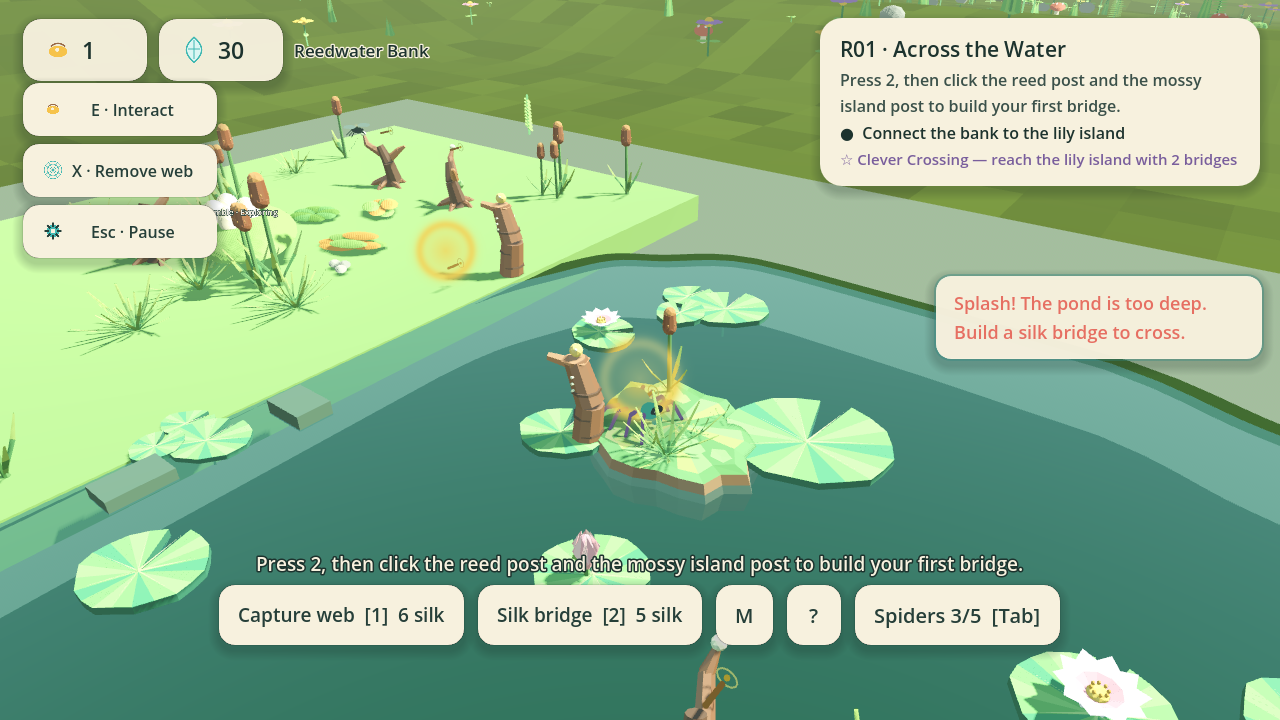 1
30
Reedwater Bank
E · Interact
X · Remove web
Esc · Pause
R01 · Across the Water
Press 2, then click the reed post and the mossy
island post to build your first bridge.
● Connect the bank to the lily island
☆ Clever Crossing — reach the lily island with 2 bridges
Exploring
Splash! The pond is too deep.
Build a silk bridge to cross.
Press 2, then click the reed post and the mossy island post to build your first bridge.
Capture web [1] 6 silk
Silk bridge [2] 5 silk
M
?
Spiders 3/5 [Tab]